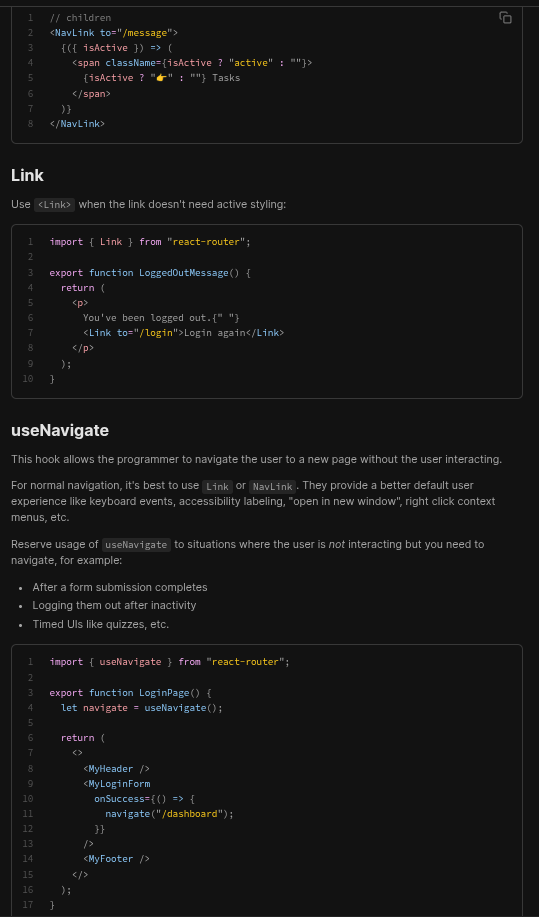 1 // children
2 <NavLink to="/message">
3 {({ isActive }) => (
4 <span className={isActive ? "active" : ""}>
5 {isActive ? "👉" : ""} Tasks
6 </span>
7 )}
8 </NavLink>
Link
Use <Link> when the link doesn't need active styling:
1 import { Link } from "react-router";
2
3 export function LoggedOutMessage() {
4 return (
5 <p>
6 You've been logged out.{" "}
7 <Link to="/login">Login again</Link>
8 </p>
9 );
10 }
useNavigate
This hook allows the programmer to navigate the user to a new page without the user interacting.
For normal navigation, it's best to use Link or NavLink. They provide a better default user
experience like keyboard events, accessibility labeling, "open in new window", right click context
menus, etc.
Reserve usage of useNavigate to situations where the user is not interacting but you need to
navigate, for example:
• After a form submission completes
• Logging them out after inactivity
• Timed UIs like quizzes, etc.
1 import { useNavigate } from "react-router";
2
3 export function LoginPage() {
4 let navigate = useNavigate();
5
6 return (
7 <>
8 <MyHeader />
9 <MyLoginForm
10 onSuccess={() => {
11 navigate("/dashboard");
12 }}
13 />
14 <MyFooter />
15 </>
16 );
17 }